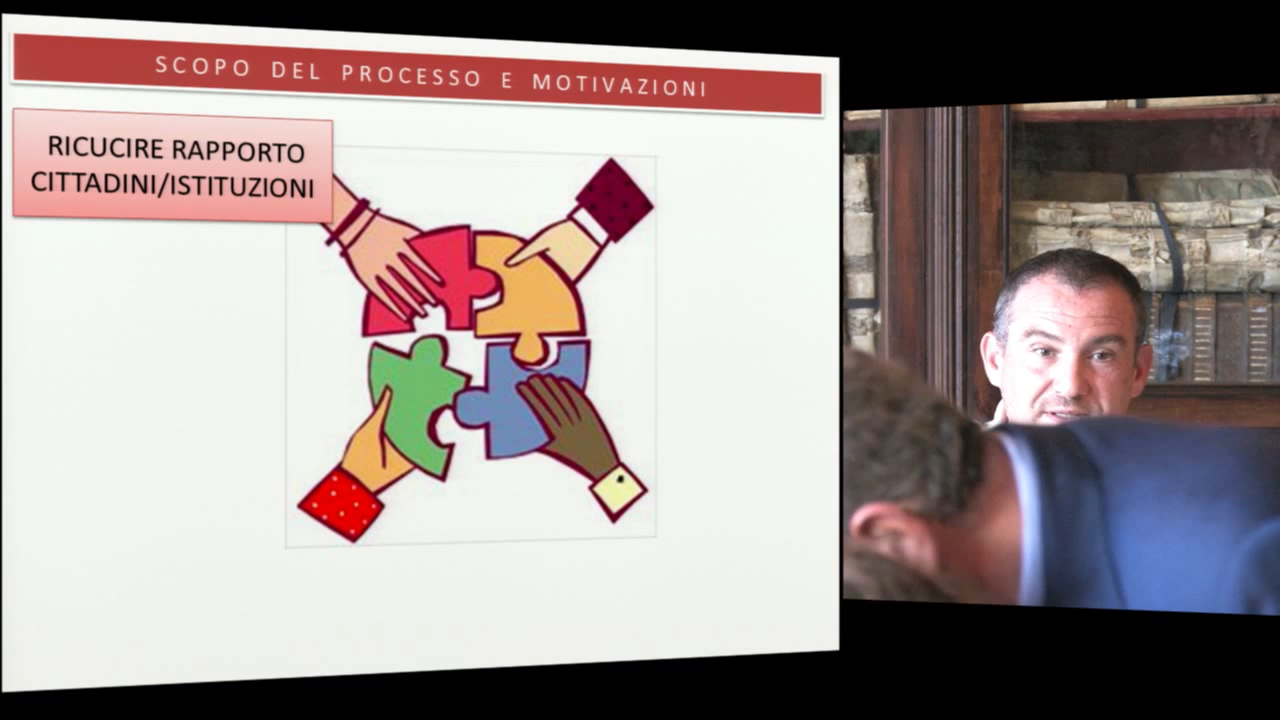 SCOPO DEL PROCESSO E MOTIVAZIONI
RICUCIRE RAPPORTO
CITTADINI/ISTITUZIONI